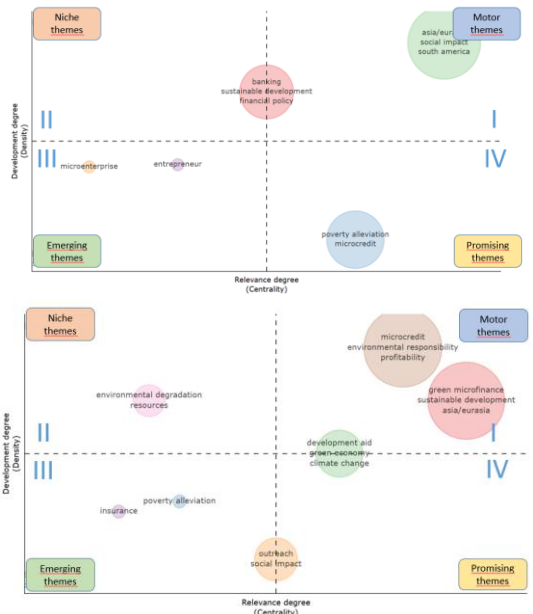 Niche
themes
Motor
themes
asia/eur
social impact
south america
banking
sustainable development
financial policy
II
I
III
IV
microenterprise
entrepreneur
poverty alleviation
microcredit
Emerging
themes
Promising
themes
Development degree
(Density)
Relevance degree
(Centrality)
Niche
themes
Motor
themes
microcredit
environmental responsibility
profitability
environmental degradation
resources
green microfinance
sustainable development
asia/eurasia
II
I
development aid
green economy
climate change
III
IV
poverty alleviation
insurance
outreach
social impact
Emerging
themes
Promising
themes
Development degree
(Density)
Relevance degree
(Centrality)